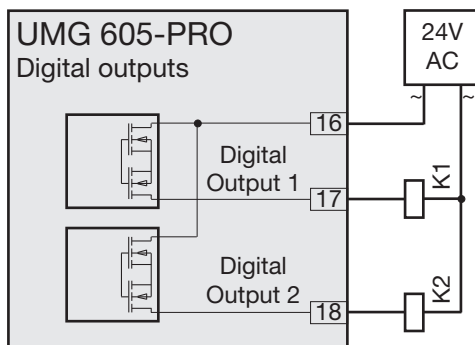 UMG 605-PRO
Digital outputs
24V
AC
~
~
16
Digital
Output 1
17
K1
Digital
Output 2
18
K2